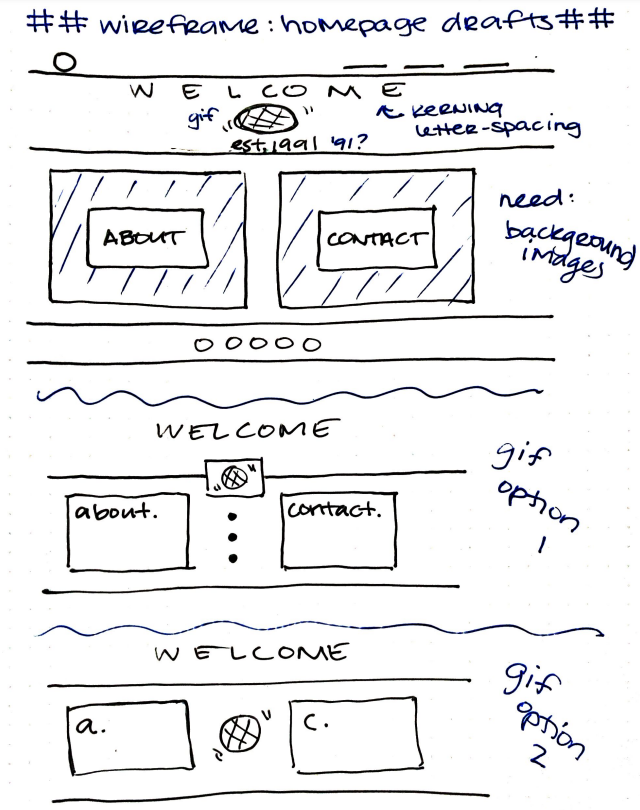 ## wireframe: homepage drafts ##
WELCOME
gif
KERNING
letter-spacing
est. 1991 '91?
ABOUT
CONTACT
need:
background
images
WELCOME
gif
option
1
about.
contact.
WELCOME
gif
option
2
a.
c.